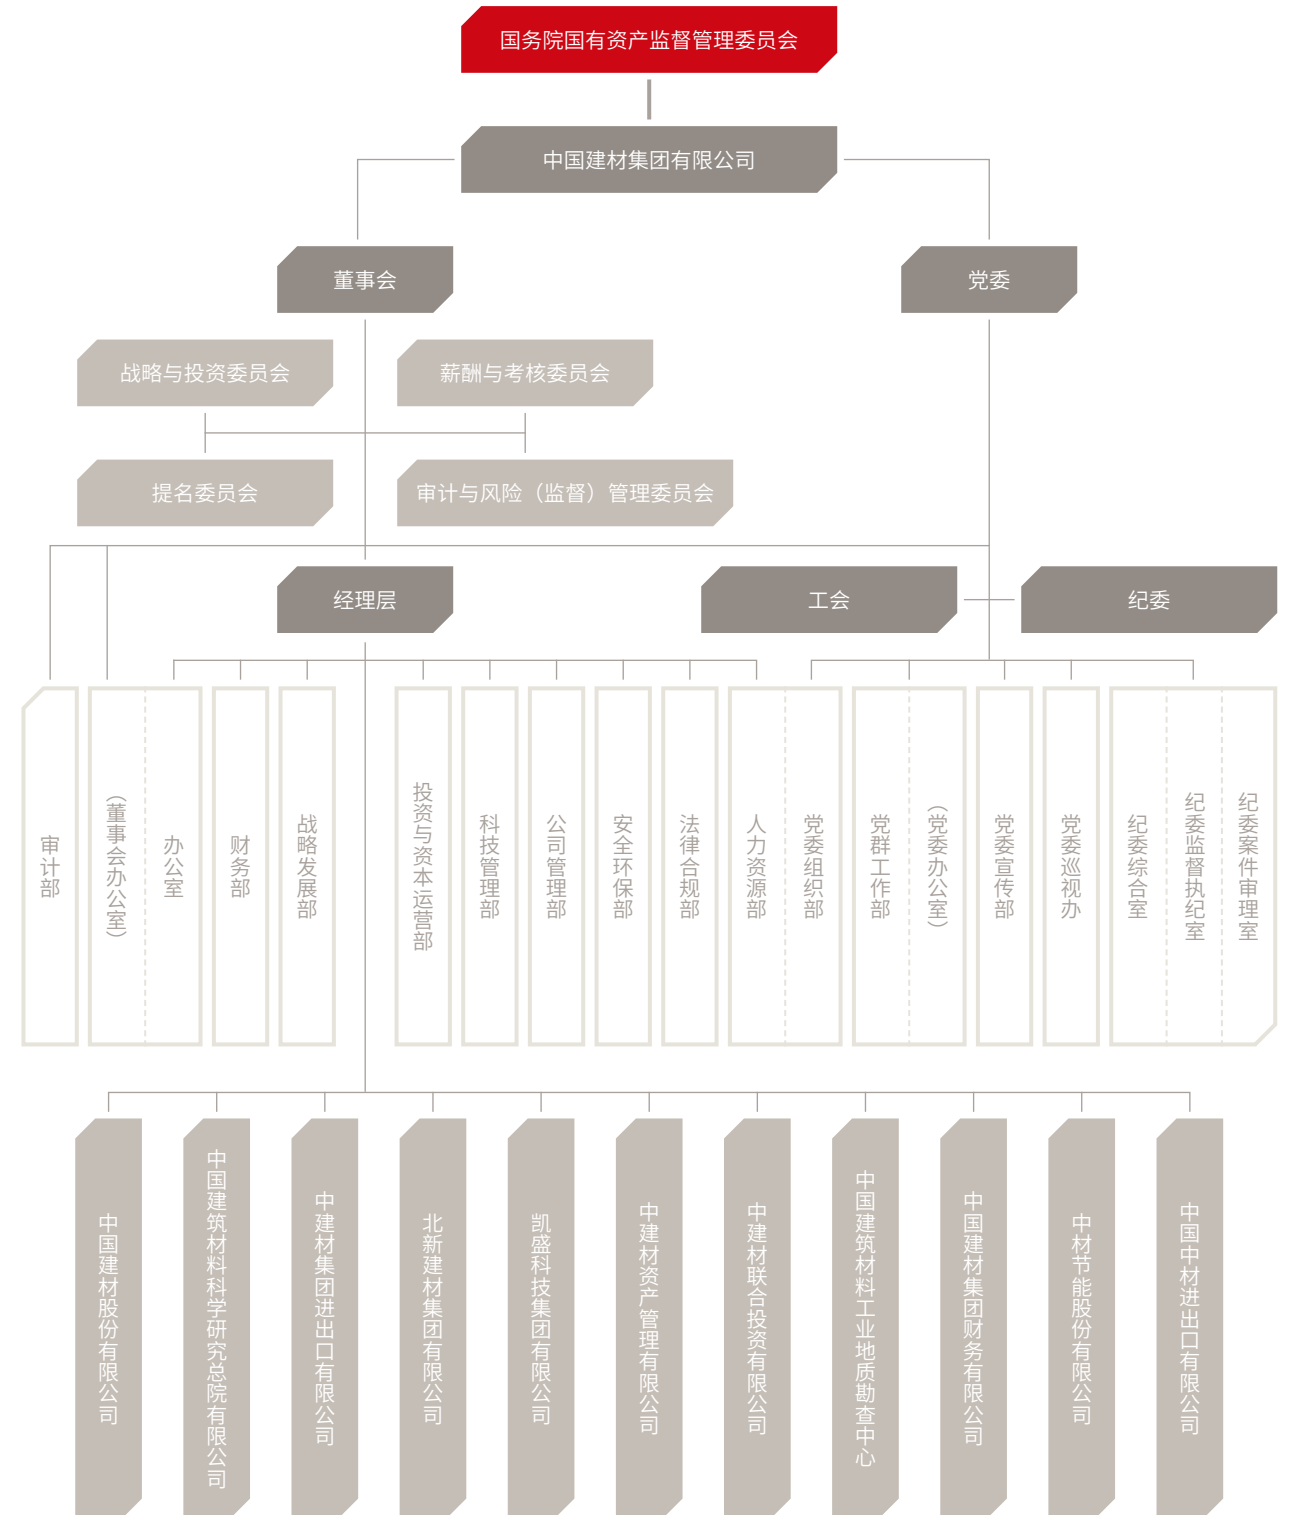 国务院国有资产监督管理委员会
中国建材集团有限公司
董事会
党委
战略与投资委员会
薪酬与考核委员会
提名委员会
审计与风险（监督）管理委员会
经理层
工会
纪委
审计部
（董事会办公室）
办公室
财务部
战略发展部
投资与资本运营部
科技管理部
公司管理部
安全环保部
法律合规部
人力资源部
党委组织部
党群工作部
（党委办公室）
党委宣传部
党委巡视办
纪委综合室
纪委监督执纪室
纪委案件审理室
中国建材股份有限公司
中国建筑材料科学研究总院有限公司
中建材集团进出口有限公司
北新建材集团有限公司
凯盛科技集团有限公司
中建材资产管理有限公司
中建材联合投资有限公司
中国建筑材料工业地质勘查中心
中国建材集团财务有限公司
中材节能股份有限公司
中国中材进出口有限公司